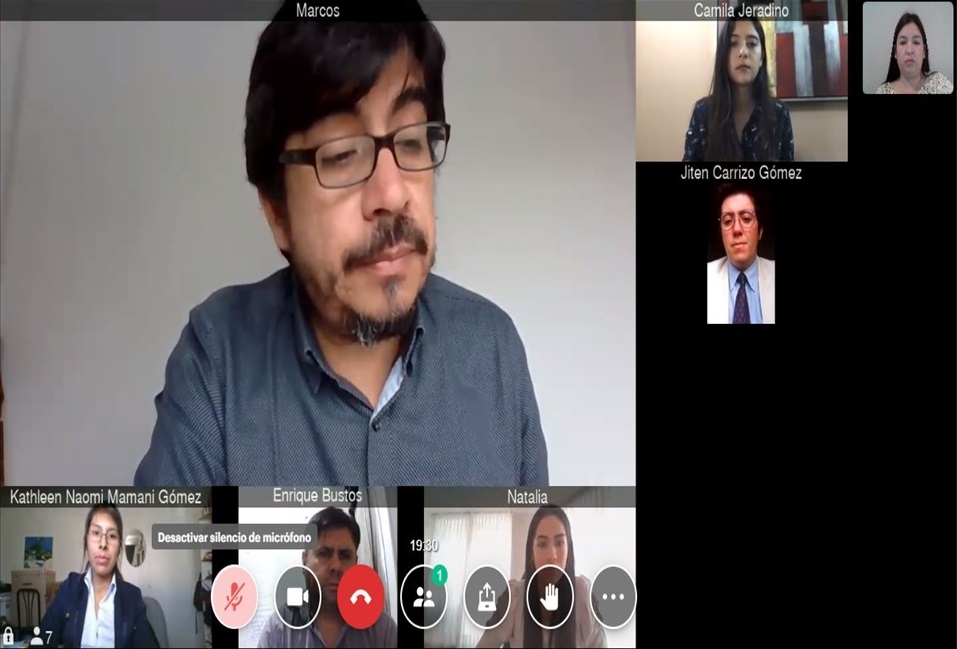 Marcos
Camila Jeradino
Jiten Carrizo Gómez
Kathleen Naomi Mamani Gómez
Enrique Bustos
Natalia
Desactivar silencio de micrófono
19:30
1
7